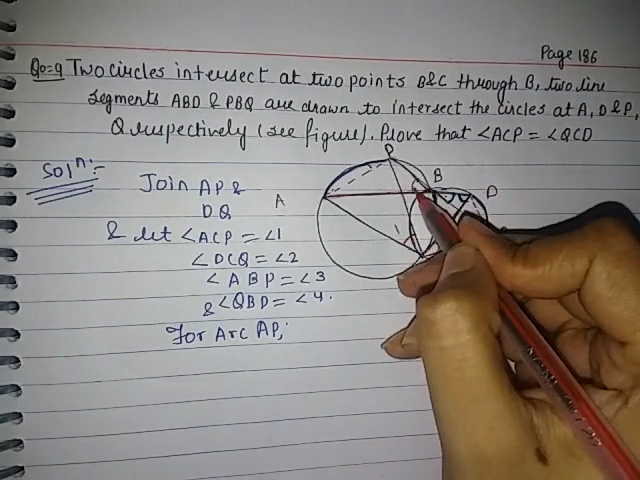 Page 186
Qo=9 Two circles intersect at two points B&C through B, two line
segments ABD & PBQ are drawn to intersect the circles at A, D & P,
Q respectively (see figure). Prove that ∠ACP = ∠QCD
Solⁿ:-
Join AP &
DQ
& let ∠ACP = ∠1
∠DCQ = ∠2
∠ABP = ∠3
& ∠QBD = ∠4.
For Arc AP,
P
B
D
A
1